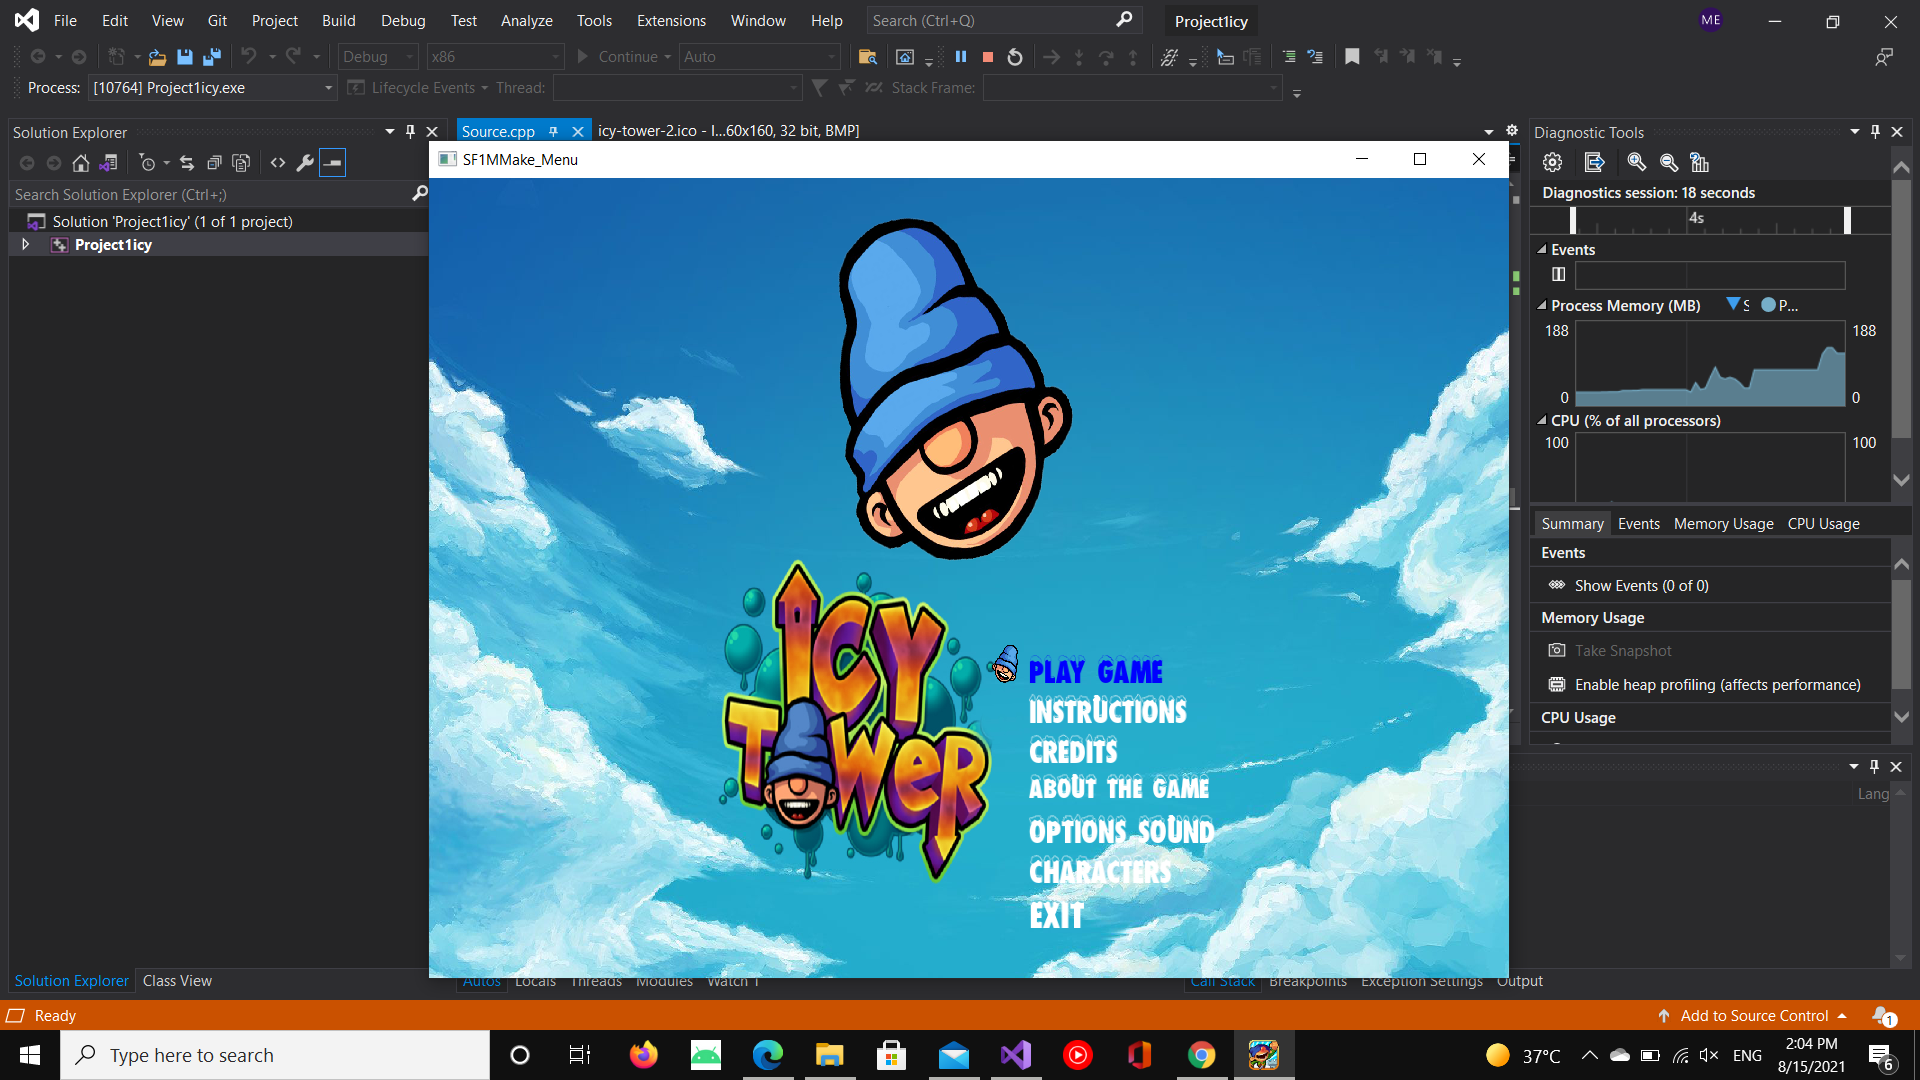 File Edit View Git Project Build Debug Test Analyze Tools Extensions Window Help Search (Ctrl+Q) Project1icy ME
Debug x86 Continue Auto
Process: [10764] Project1icy.exe Lifecycle Events Thread: Stack Frame:
Solution Explorer
Source.cpp icy-tower-2.ico - I...60x160, 32 bit, BMP]
Diagnostic Tools
SF1MMake_Menu
Search Solution Explorer (Ctrl+;)
Diagnostics session: 18 seconds
Solution 'Project1icy' (1 of 1 project)
4s
Project1icy
Events
Process Memory (MB) S P...
188 188
0 0
CPU (% of all processors)
100 100
Summary Events Memory Usage CPU Usage
Events
Show Events (0 of 0)
Memory Usage
Take Snapshot
Enable heap profiling (affects performance)
CPU Usage
ICY
TOWER
PLAY GAME
INSTRUCTIONS
CREDITS
ABOUT THE GAME
OPTIONS SOUND
CHARACTERS
EXIT
Lang
Solution Explorer Class View
Autos Locals Threads Modules Watch 1
Call Stack Breakpoints Exception Settings Output
Ready
Add to Source Control 1
Type here to search
37°C ENG
2:04 PM
8/15/2021
6